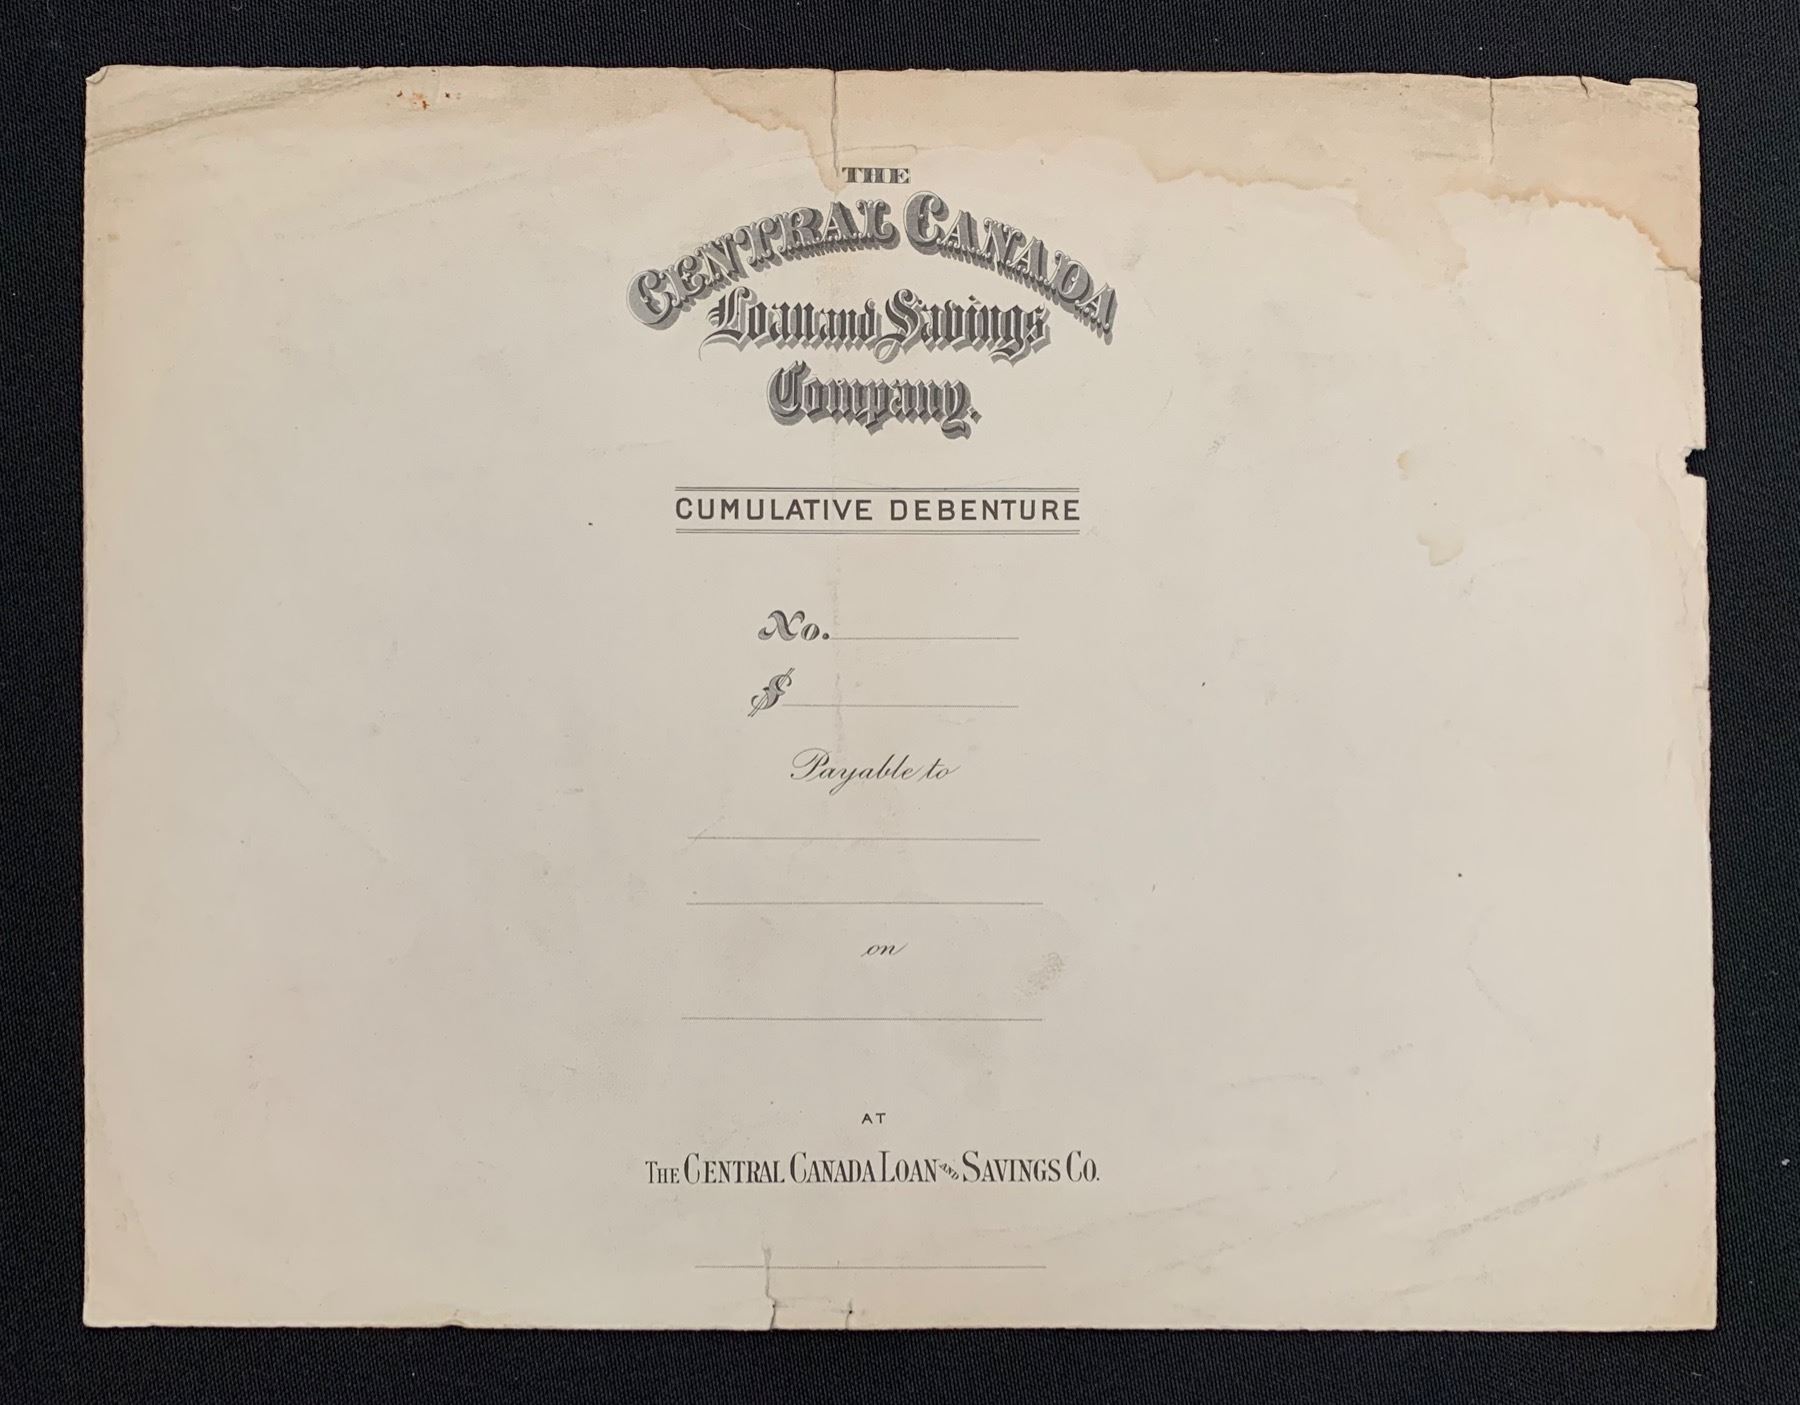 THE
CENTRAL CANADA
Loan and Savings
Company.
CUMULATIVE DEBENTURE
No.
$
Payable to
on
AT
THE CENTRAL CANADA LOAN AND SAVINGS CO.